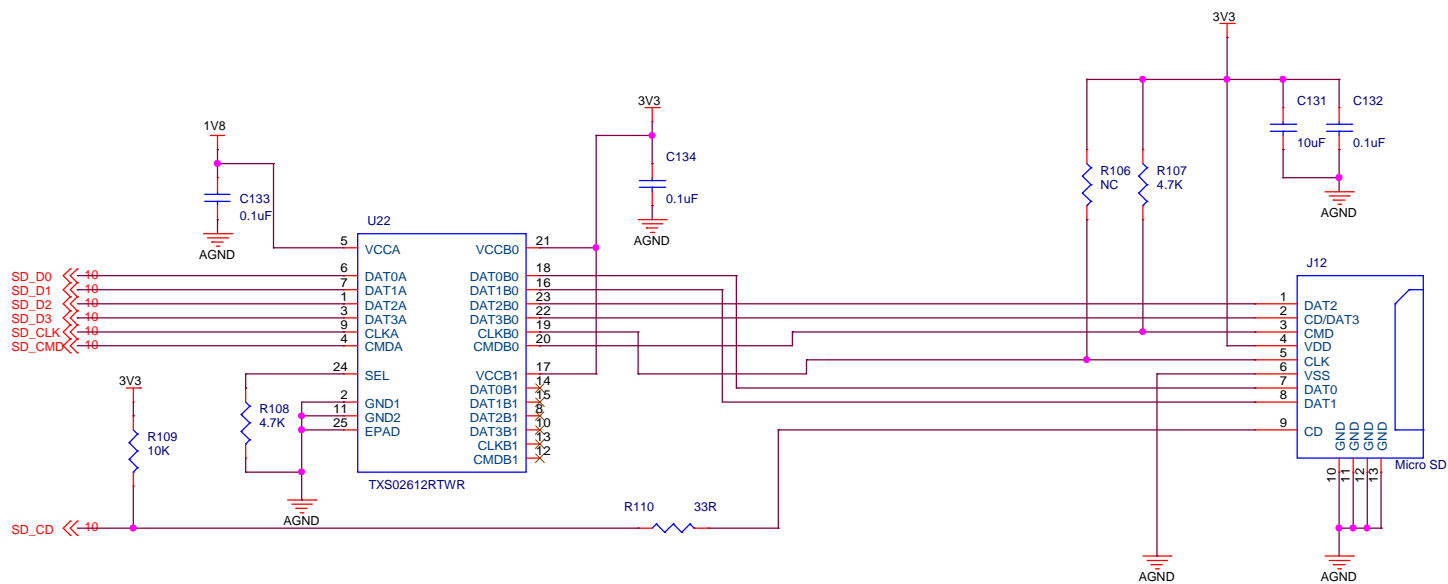 3V3
C131
C132
10uF
0.1uF
R106
NC
R107
4.7K
AGND
3V3
C134
0.1uF
AGND
1V8
C133
0.1uF
AGND
U22
5 VCCA VCCB0 21
SD_D0 10 6 DAT0A DAT0B0 18
SD_D1 10 7 DAT1A DAT1B0 16
SD_D2 10 1 DAT2A DAT2B0 23
SD_D3 10 3 DAT3A DAT3B0 22
SD_CLK 10 9 CLKA CLKB0 19
SD_CMD 10 4 CMDA CMDB0 20
24 SEL VCCB1 17
DAT0B1 14
2 GND1 DAT1B1 15
11 GND2 DAT2B1 8
25 EPAD DAT3B1 10
CLKB1 13
CMDB1 12
TXS02612RTWR
R108
4.7K
AGND
3V3
R109
10K
SD_CD 10
R110 33R
J12
1 DAT2
2 CD/DAT3
3 CMD
4 VDD
5 CLK
6 VSS
7 DAT0
8 DAT1
9 CD
GND GND GND GND
10 11 12 13
Micro SD
AGND
AGND